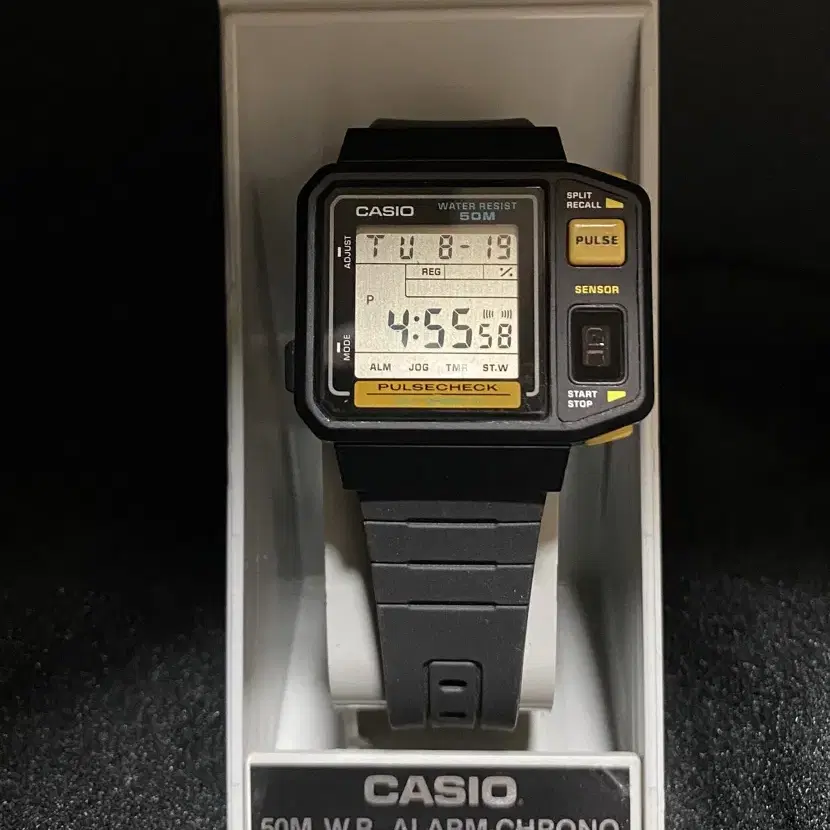 CASIO
WATER RESIST
50M
SPLIT
RECALL
PULSE
ADJUST
TU 8-19
REG
SENSOR
P
4:55 58
MODE
ALM JOG TMR ST.W
PULSECHECK
START
STOP
CASIO
50M W.R. ALARM CHRONO